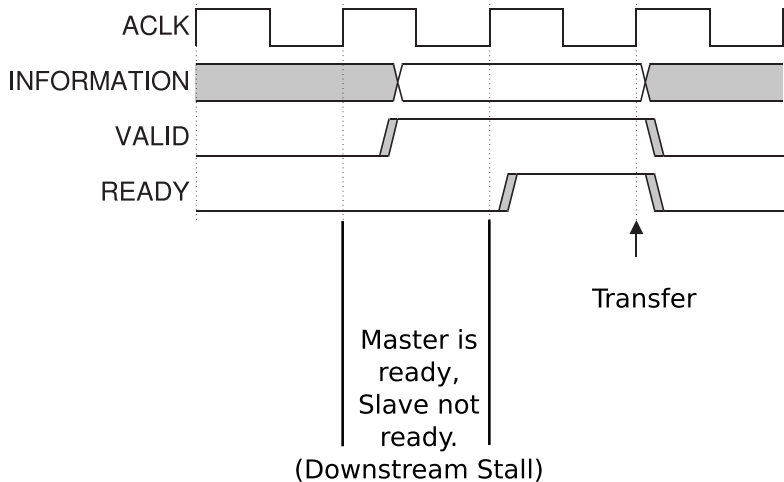 ACLK
INFORMATION
VALID
READY
Transfer
Master is
ready,
Slave not
ready.
(Downstream Stall)